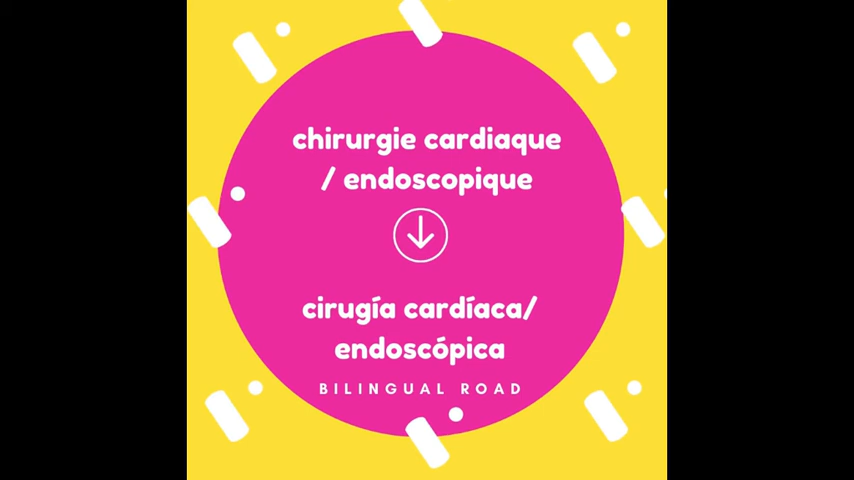 chirurgie cardiaque
/ endoscopique
cirugía cardíaca/
endoscópica
BILINGUAL ROAD